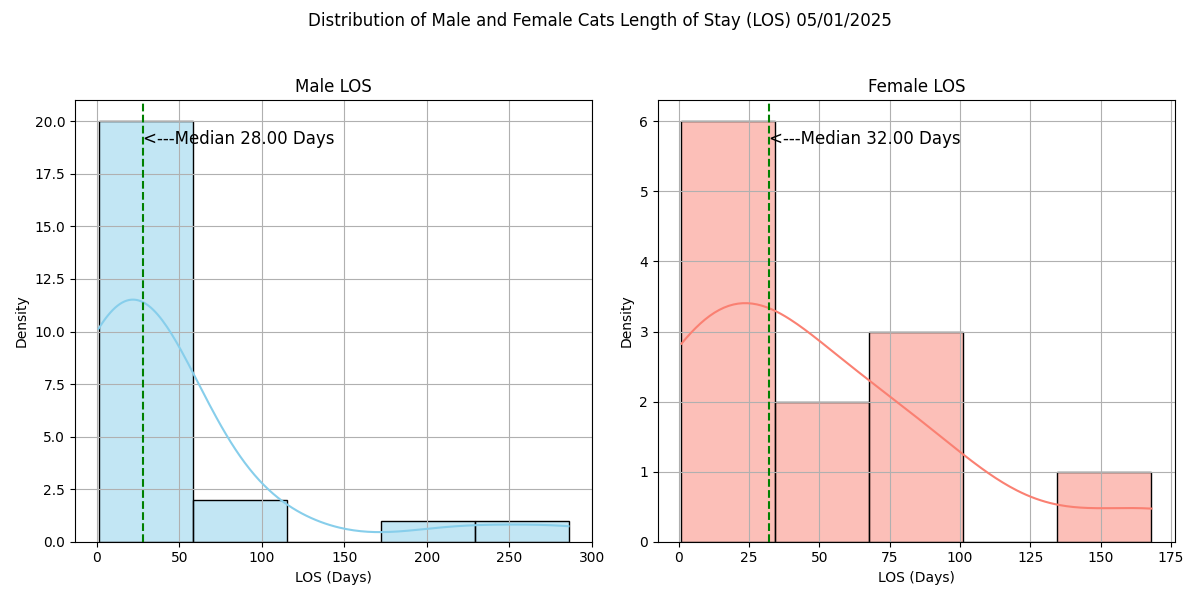 Distribution of Male and Female Cats Length of Stay (LOS) 05/01/2025
Male LOS
20.0
17.5
15.0
12.5
10.0
7.5
5.0
2.5
0.0
Density
<---Median 28.00 Days
0 50 100 150 200 250 300
LOS (Days)
Female LOS
6
5
4
3
2
1
0
Density
<---Median 32.00 Days
0 25 50 75 100 125 150 175
LOS (Days)